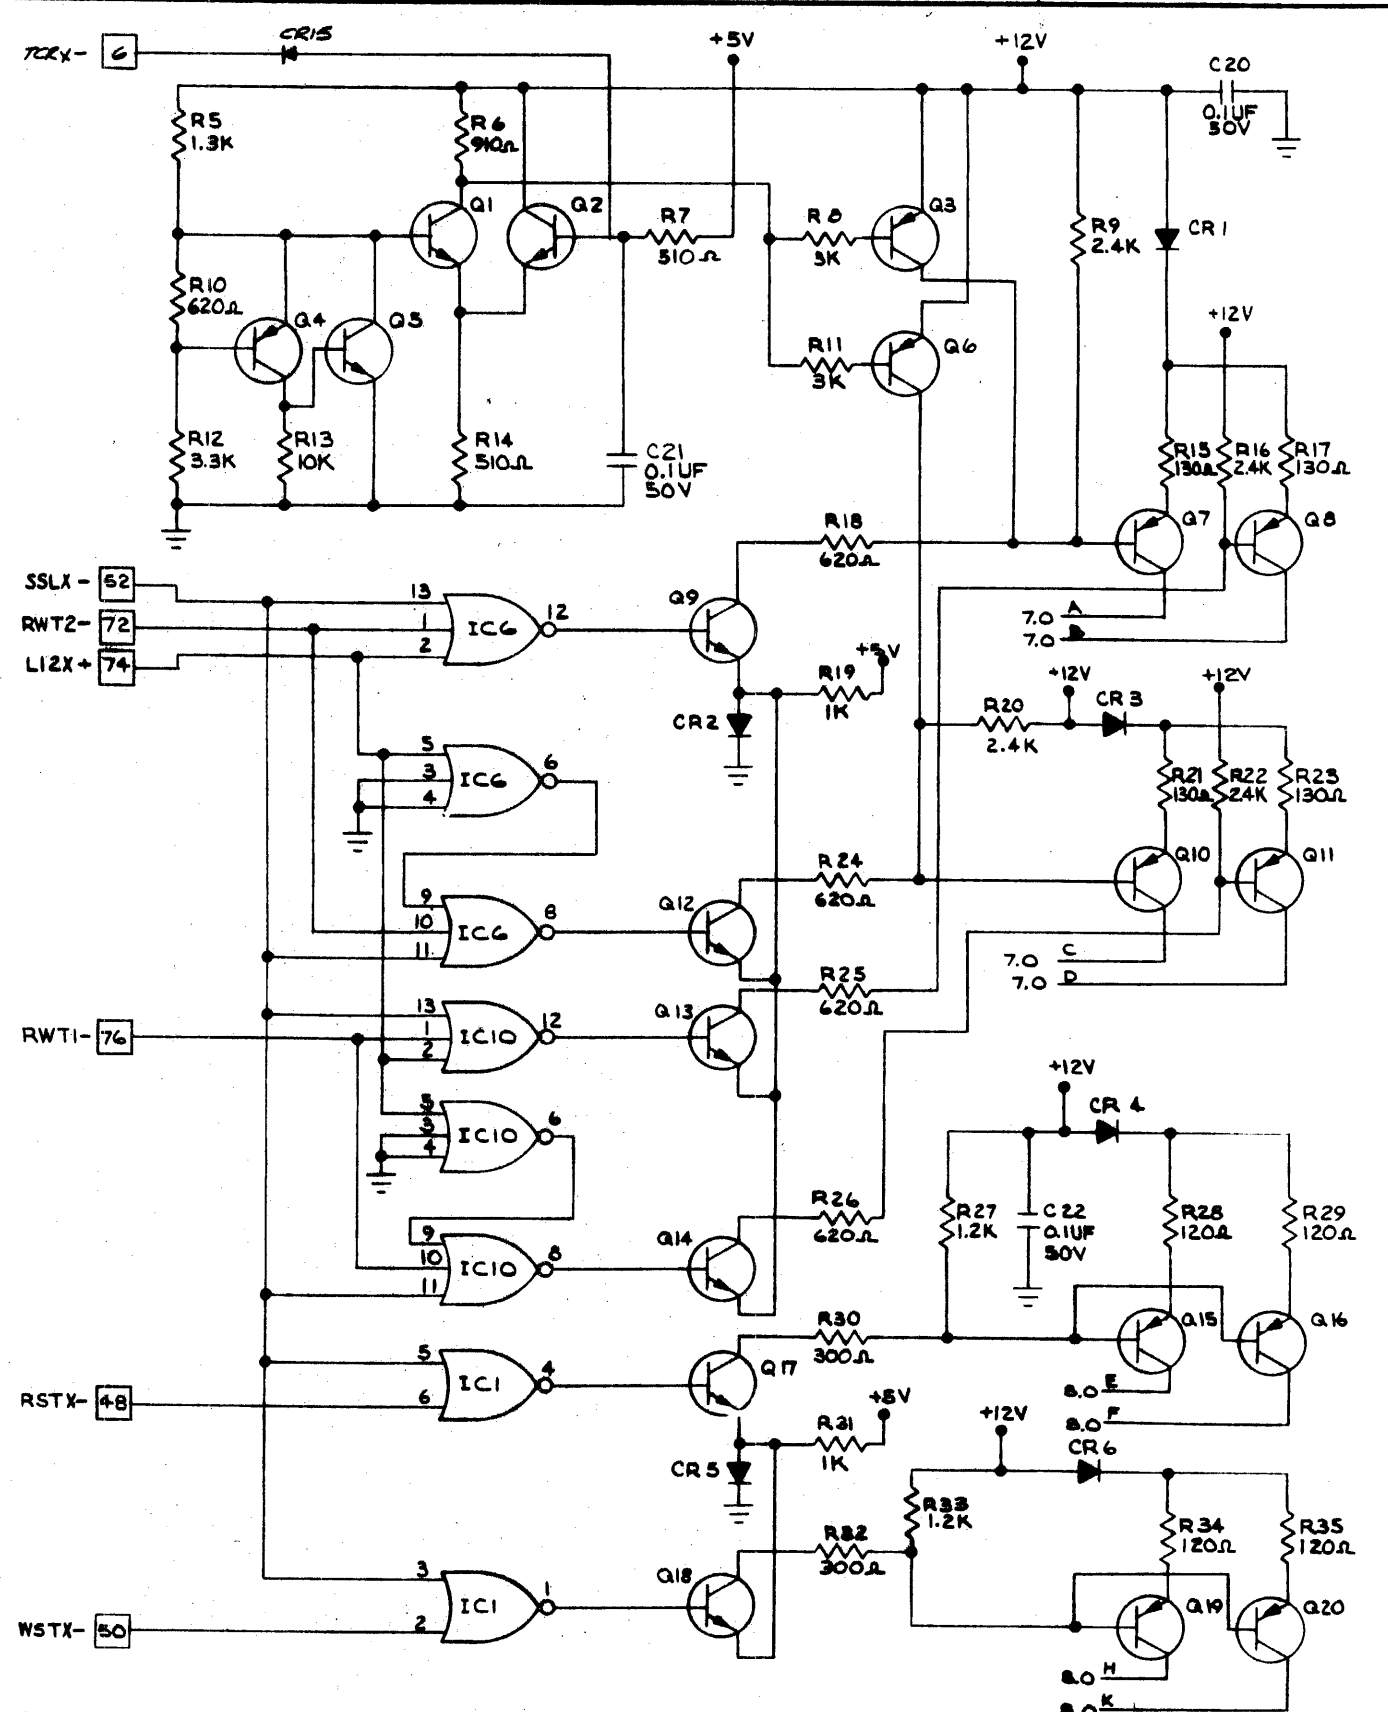 TCRX- 6
CR15
+5V
+12V
C20
0.1UF
50V
R5
1.3K
R6
910Ω
Q1
Q2
R7
510Ω
R8
3K
Q3
R9
2.4K
CR1
R10
620Ω
Q4
Q5
R11
3K
Q6
+12V
R12
3.3K
R13
10K
R14
510Ω
C21
0.1UF
50V
R15
130Ω
R16
2.4K
R17
130Ω
Q7
Q8
R18
620Ω
SSLX- 52
RWT2- 72
L12X+ 74
13
1
2
IC6
12
Q9
7.0 A
7.0 B
+5V
R19
1K
CR2
R20
2.4K
+12V
CR3
+12V
5
3
4
IC6
6
R21
130Ω
R22
2.4K
R23
130Ω
9
10
11
IC6
8
Q12
R24
620Ω
Q10
Q11
7.0 C
7.0 D
R25
620Ω
RWT1- 76
13
1
2
IC10
12
Q13
5
3
4
IC10
6
+12V
CR4
9
10
11
IC10
8
Q14
R26
620Ω
R27
1.2K
C22
0.1UF
50V
R28
120Ω
R29
120Ω
RSTX- 48
5
6
IC1
4
Q17
R30
300Ω
Q15
Q16
8.0 E
8.0 F
+5V
R31
1K
CR5
+12V
CR6
R33
1.2K
R34
120Ω
R35
120Ω
WSTX- 50
3
2
IC1
1
Q18
R32
300Ω
Q19
Q20
8.0 H
8.0 K